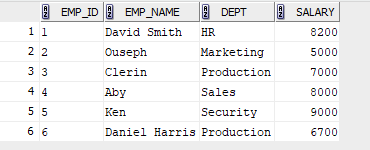 EMP_ID EMP_NAME DEPT SALARY
1 1 David Smith HR 8200
2 2 Ouseph Marketing 5000
3 3 Clerin Production 7000
4 4 Aby Sales 8000
5 5 Ken Security 9000
6 6 Daniel Harris Production 6700